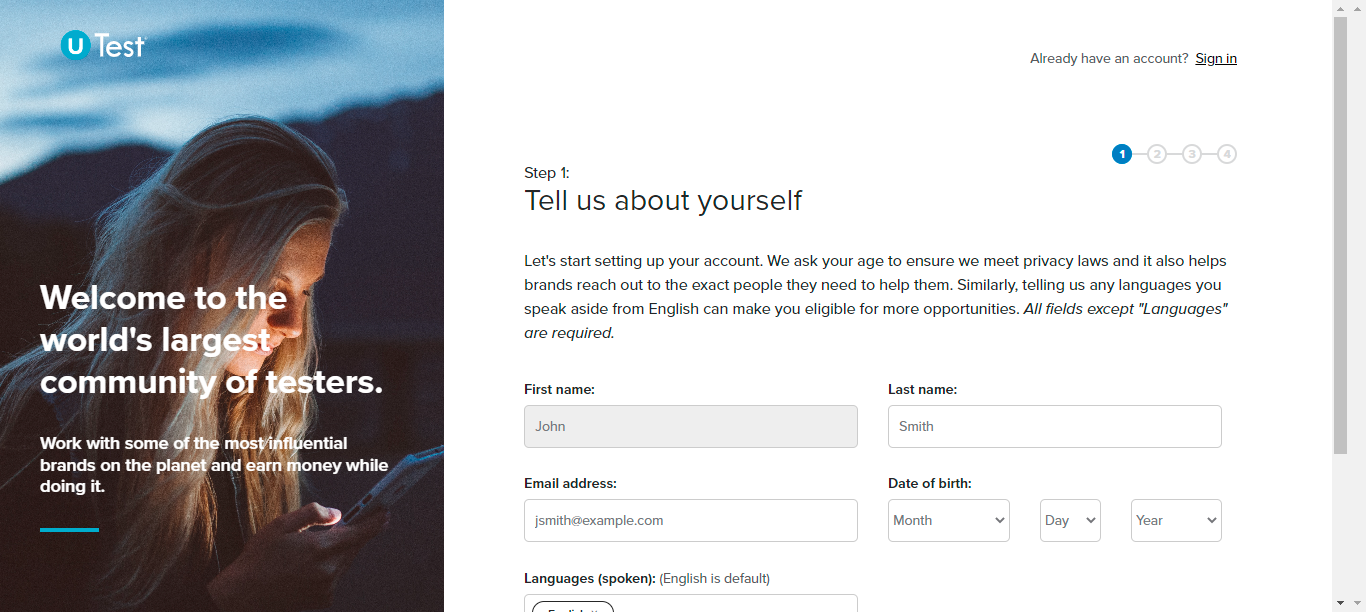 U Test
Already have an account? Sign in
1 2 3 4
Step 1:
Tell us about yourself
Let's start setting up your account. We ask your age to ensure we meet privacy laws and it also helps
brands reach out to the exact people they need to help them. Similarly, telling us any languages you
speak aside from English can make you eligible for more opportunities. All fields except "Languages"
are required.
Welcome to the
world's largest
community of testers.
Work with some of the most influential
brands on the planet and earn money while
doing it.
First name: Last name:
John Smith
Email address: Date of birth:
jsmith@example.com Month Day Year
Languages (spoken): (English is default)